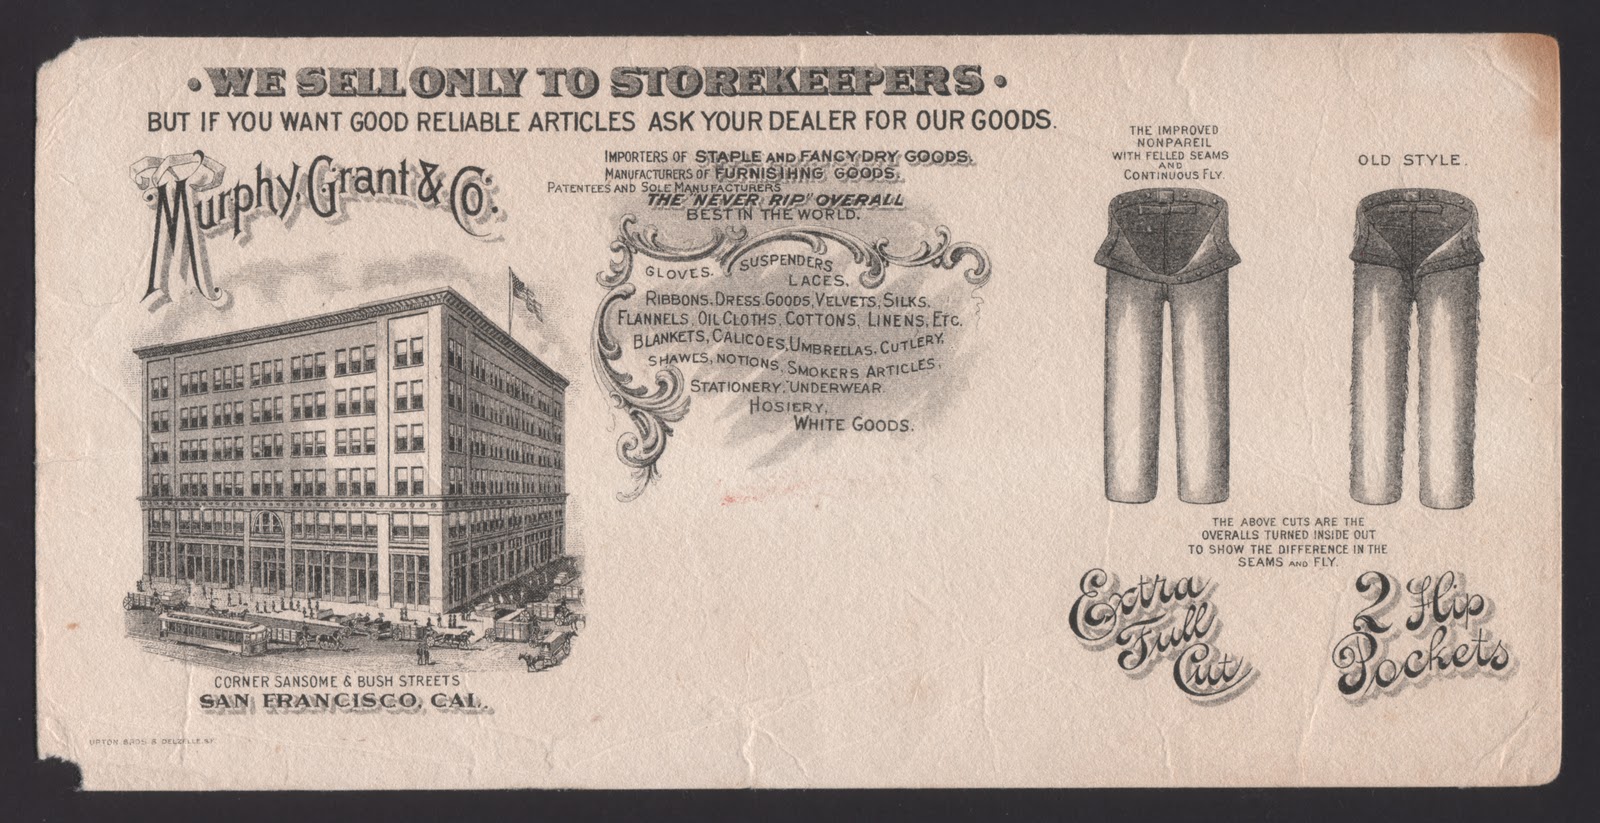 • WE SELL ONLY TO STOREKEEPERS •
BUT IF YOU WANT GOOD RELIABLE ARTICLES ASK YOUR DEALER FOR OUR GOODS.
Murphy, Grant & Co.
IMPORTERS OF STAPLE AND FANCY DRY GOODS.
MANUFACTURERS OF FURNISIHNG GOODS.
PATENTEES AND SOLE MANUFACTURERS
THE "NEVER RIP" OVERALL
BEST IN THE WORLD.
GLOVES. SUSPENDERS
LACES.
RIBBONS. DRESS GOODS, VELVETS, SILKS.
FLANNELS, OIL CLOTHS, COTTONS, LINENS, ETC.
BLANKETS, CALICOES, UMBRELLAS, CUTLERY,
SHAWLS, NOTIONS, SMOKERS ARTICLES,
STATIONERY, UNDERWEAR
HOSIERY,
WHITE GOODS.
CORNER SANSOME & BUSH STREETS
SAN FRANCISCO, CAL.
UPTON BROS & DELZELLE. S.F.
THE IMPROVED
NONPAREIL
WITH FELLED SEAMS
AND
CONTINUOUS FLY.
OLD STYLE.
THE ABOVE CUTS ARE THE
OVERALLS TURNED INSIDE OUT
TO SHOW THE DIFFERENCE IN THE
SEAMS AND FLY.
Extra
Full
Cut
2 Hip
Pockets